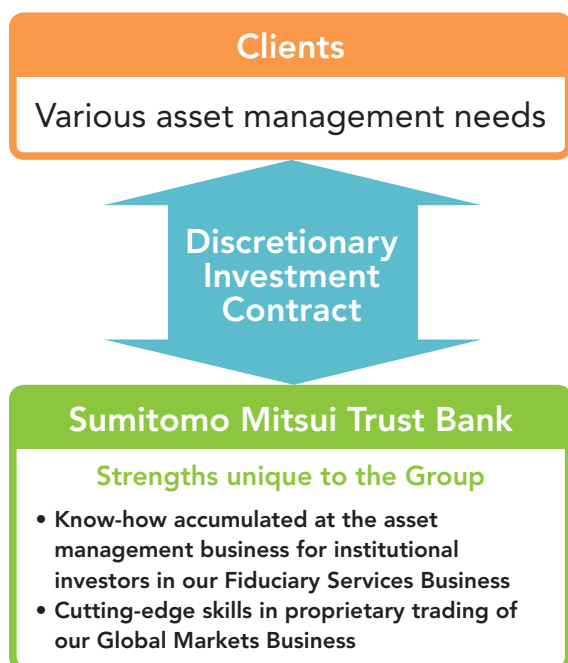 Clients
Various asset management needs
Discretionary
Investment
Contract
Sumitomo Mitsui Trust Bank
Strengths unique to the Group
• Know-how accumulated at the asset
management business for institutional
investors in our Fiduciary Services Business
• Cutting-edge skills in proprietary trading of
our Global Markets Business